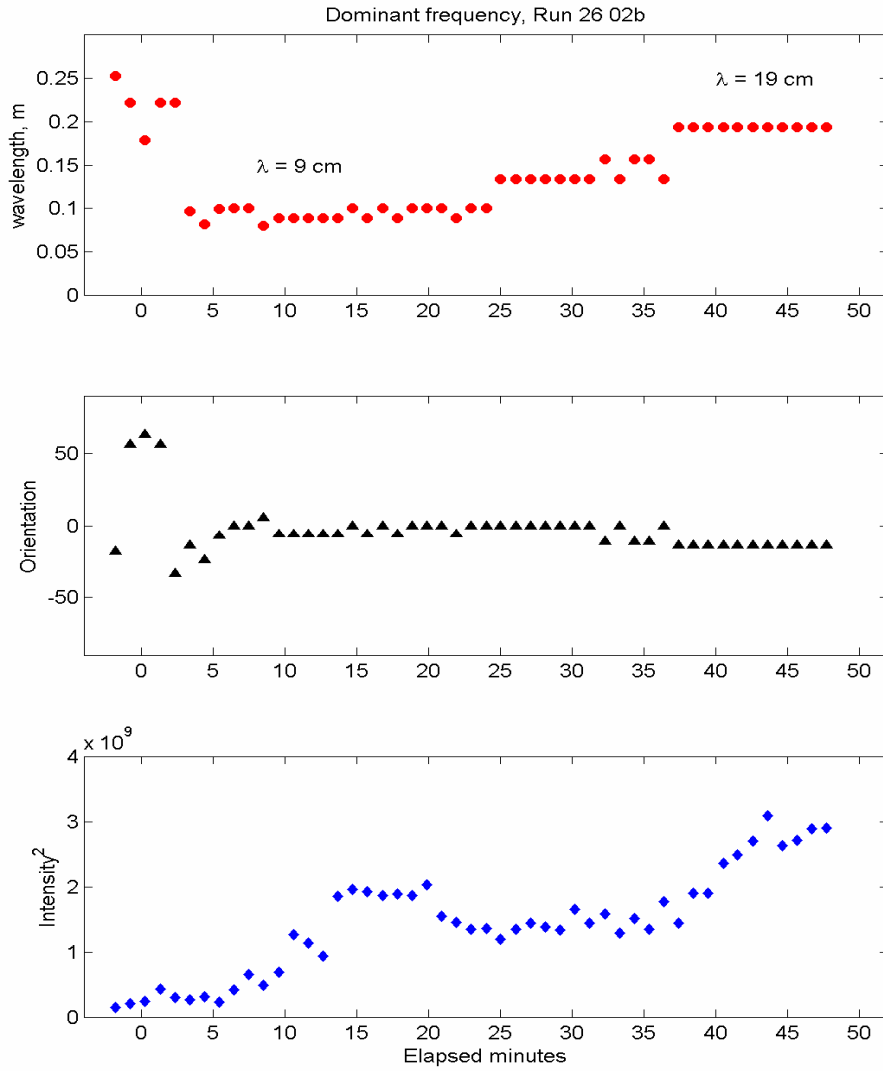 Dominant frequency, Run 26 02b
wavelength, m
0.25
0.2
0.15
0.1
0.05
0
λ = 9 cm
λ = 19 cm
0 5 10 15 20 25 30 35 40 45 50
Orientation
50
0
-50
0 5 10 15 20 25 30 35 40 45 50
x 10^9
Intensity^2
4
3
2
1
0
0 5 10 15 20 25 30 35 40 45 50
Elapsed minutes